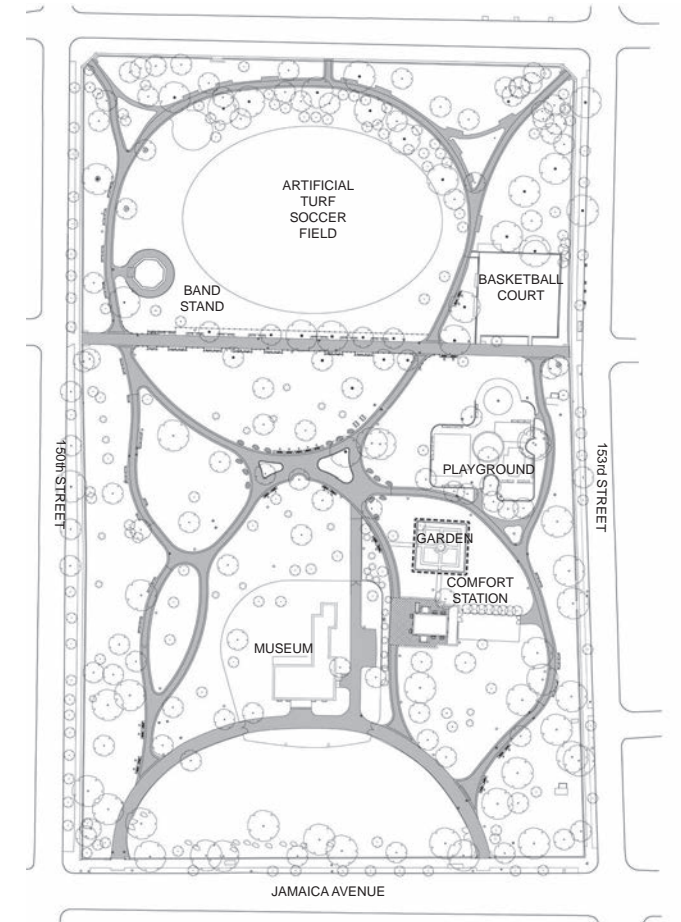 ARTIFICIAL
TURF
SOCCER
FIELD
BASKETBALL
COURT
BAND
STAND
150th STREET
153rd STREET
PLAYGROUND
GARDEN
COMFORT
STATION
MUSEUM
JAMAICA AVENUE